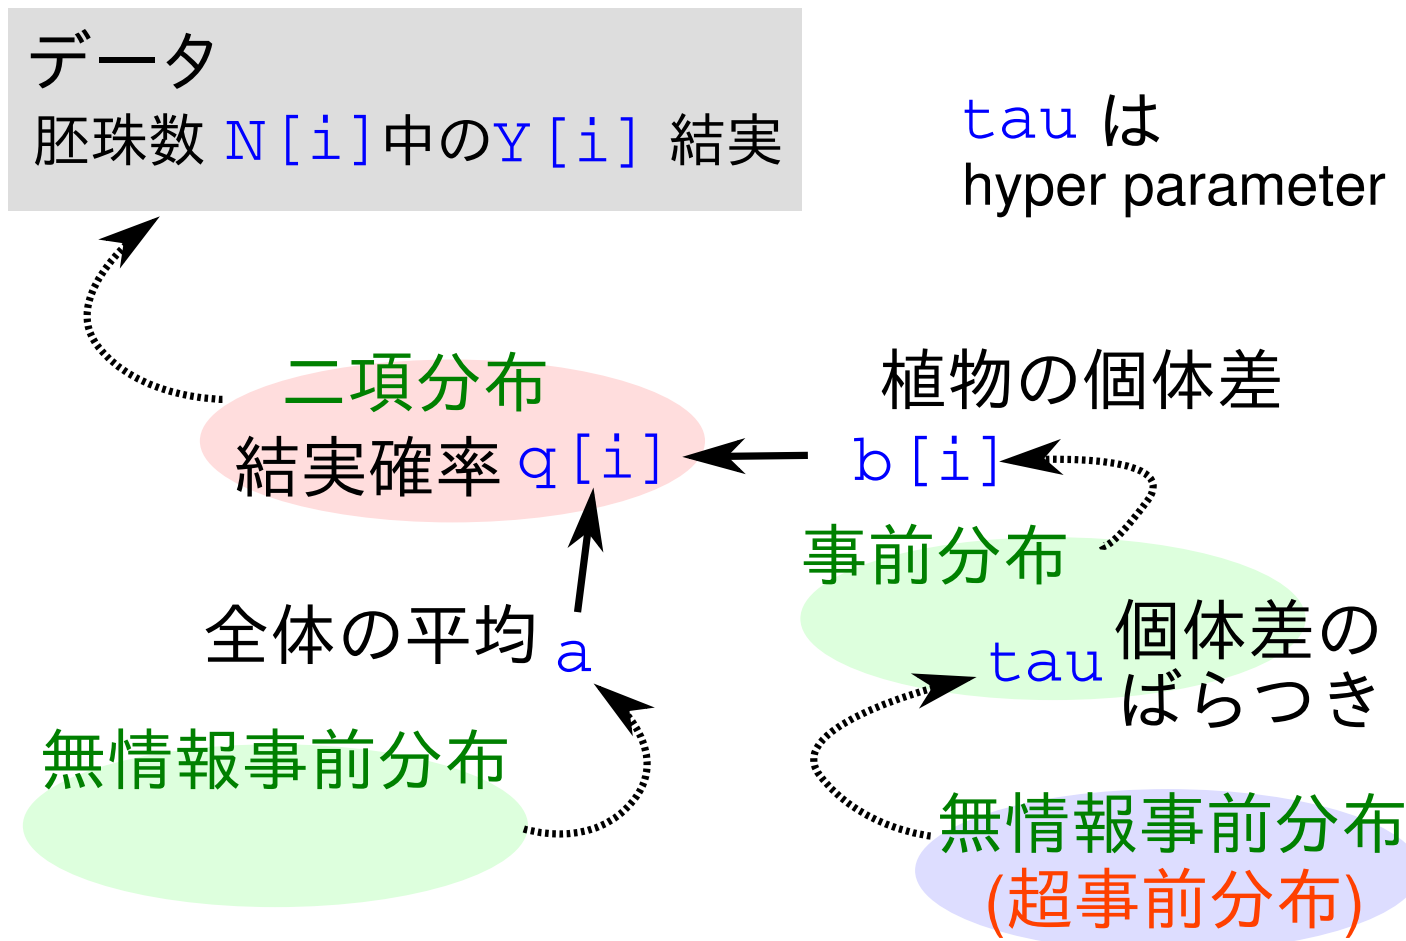 データ
胚珠数 N[i]中のY[i] 結実
tau は
hyper parameter
二項分布
結実確率 q[i]
植物の個体差
b[i]
事前分布
tau 個体差の
ばらつき
全体の平均 a
無情報事前分布
無情報事前分布
(超事前分布)